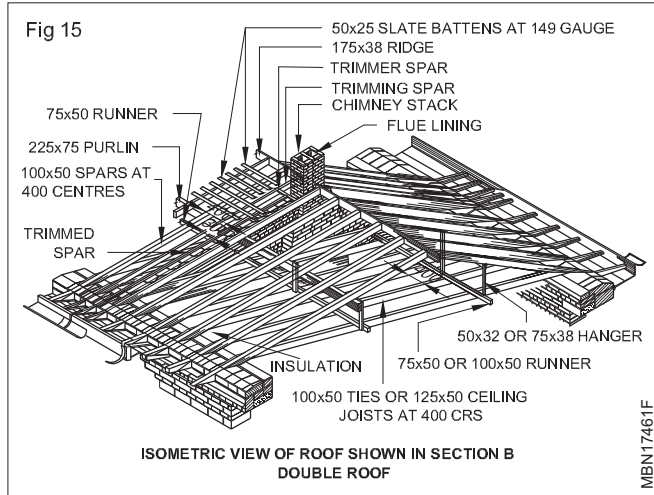 Fig 15
50x25 SLATE BATTENS AT 149 GAUGE
175x38 RIDGE
TRIMMER SPAR
TRIMMING SPAR
CHIMNEY STACK
FLUE LINING
75x50 RUNNER
225x75 PURLIN
100x50 SPARS AT
400 CENTRES
TRIMMED
SPAR
50x32 OR 75x38 HANGER
75x50 OR 100x50 RUNNER
INSULATION
100x50 TIES OR 125x50 CEILING
JOISTS AT 400 CRS
ISOMETRIC VIEW OF ROOF SHOWN IN SECTION B
DOUBLE ROOF
MBN17461F